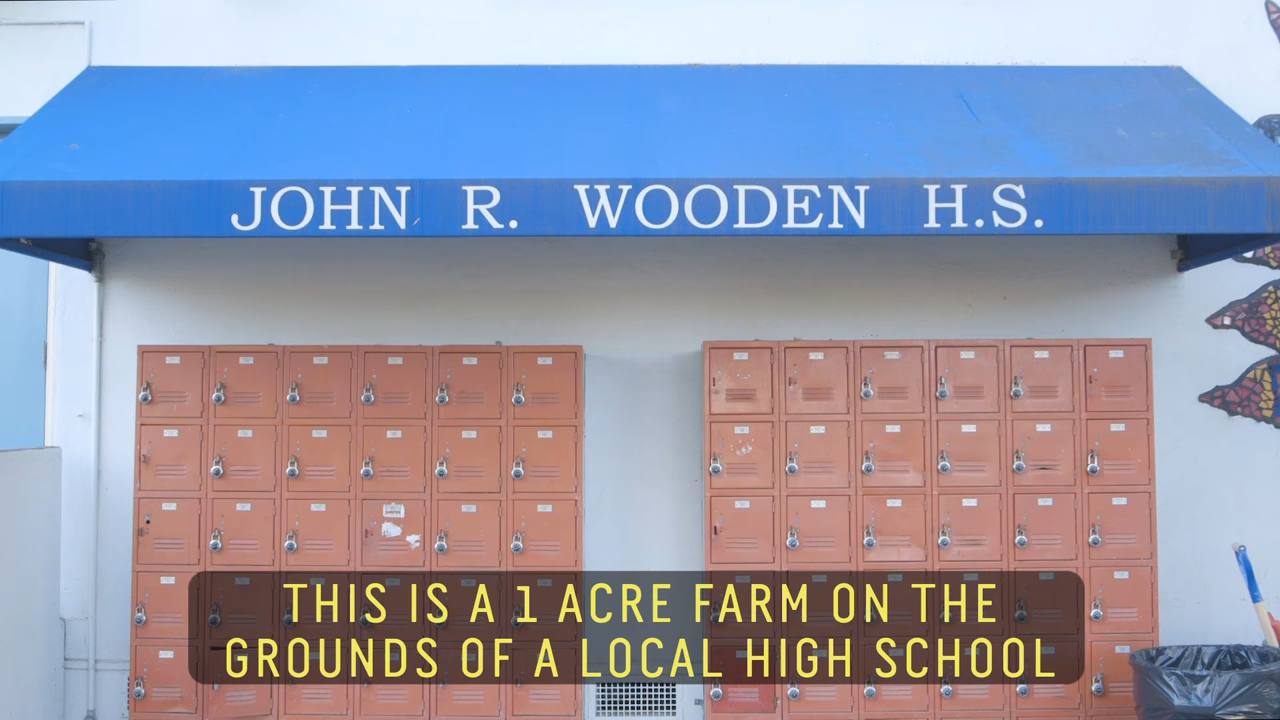 JOHN R. WOODEN H.S.
THIS IS A 1 ACRE FARM ON THE
GROUNDS OF A LOCAL HIGH SCHOOL